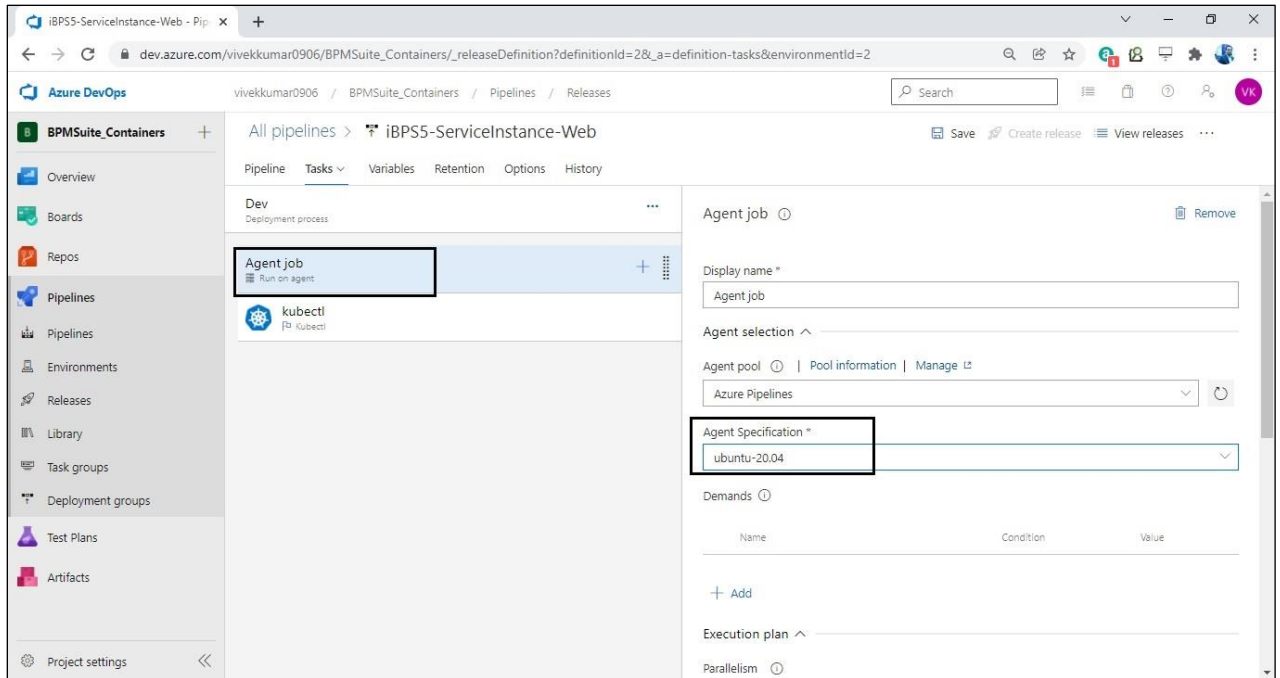 iBPS5-ServiceInstance-Web - Pip
dev.azure.com/vivekkumar0906/BPMSuite_Containers/_releaseDefinition?definitionId=2&_a=definition-tasks&environmentId=2
1
Azure DevOps
vivekkumar0906 / BPMSuite_Containers / Pipelines / Releases
Search
VK
B BPMSuite_Containers
All pipelines > iBPS5-ServiceInstance-Web
Save Create release View releases ...
Pipeline Tasks Variables Retention Options History
Overview
Boards
Repos
Pipelines
Pipelines
Environments
Releases
Library
Task groups
Deployment groups
Test Plans
Artifacts
Project settings
Dev
Deployment process
Agent job
Run on agent
kubectl
Kubectl
Agent job
Remove
Display name *
Agent job
Agent selection
Agent pool | Pool information | Manage
Azure Pipelines
Agent Specification *
ubuntu-20.04
Demands
Name Condition Value
+ Add
Execution plan
Parallelism